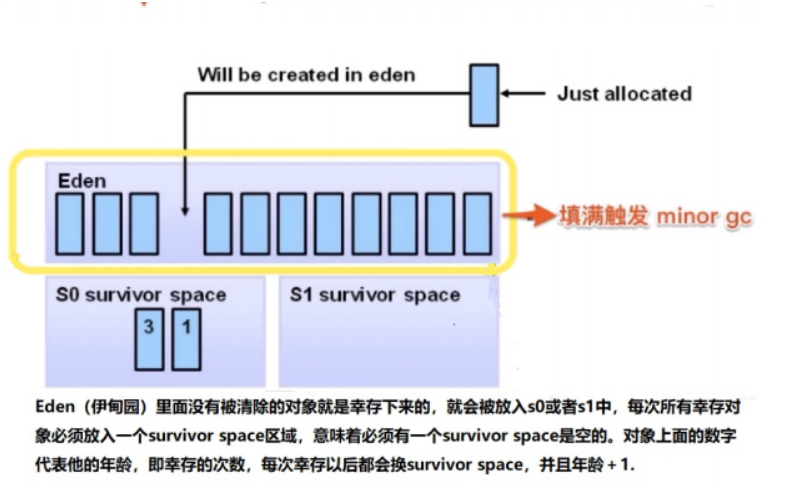 Will be created in eden
Just allocated
Eden
填满触发 minor gc
S0 survivor space
S1 survivor space
3 1
Eden（伊甸园）里面没有被清除的对象就是幸存下来的，就会被放入s0或者s1中，每次所有幸存对
象必须放入一个survivor space区域，意味着必须有一个survivor space是空的。对象上面的数字
代表他的年龄，即幸存的次数，每次幸存以后都会换survivor space，并且年龄＋1.